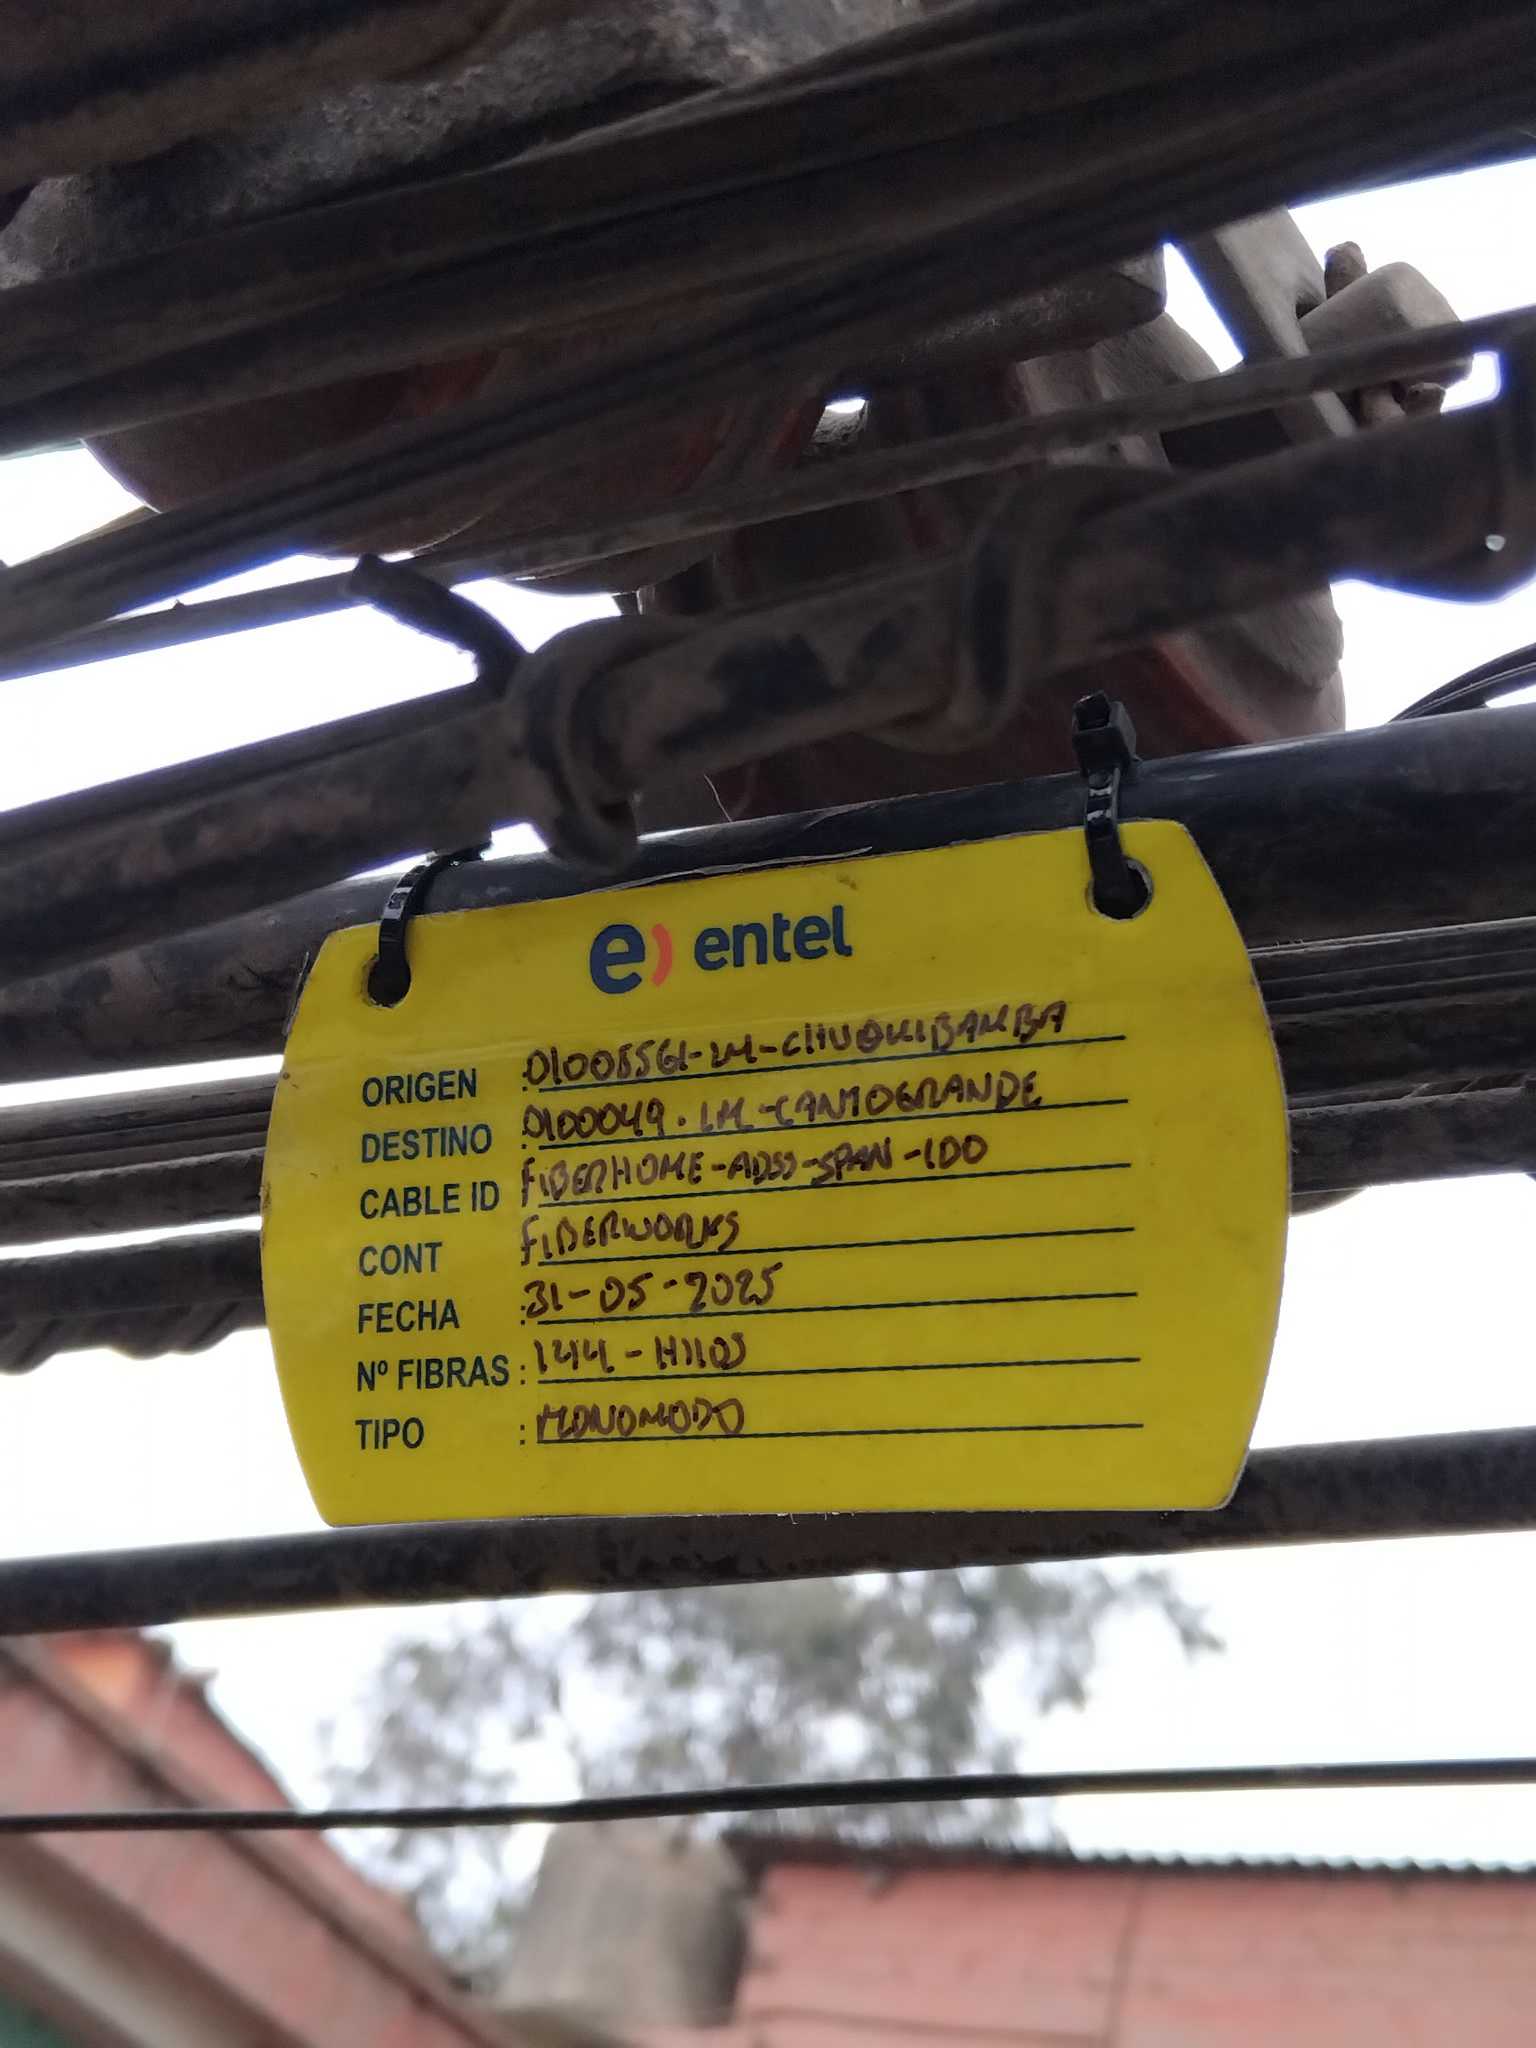 e) entel
ORIGEN : 0100856L-LM-CHUQUIBAMBA
DESTINO : 0100049. LM-CANTOGRANDE
CABLE ID FIBERHOME-ADSS-SPAN-100
CONT FIBERWORKS
FECHA : 31-05-2025
Nº FIBRAS : 144-HILOS
TIPO : MONOMODO